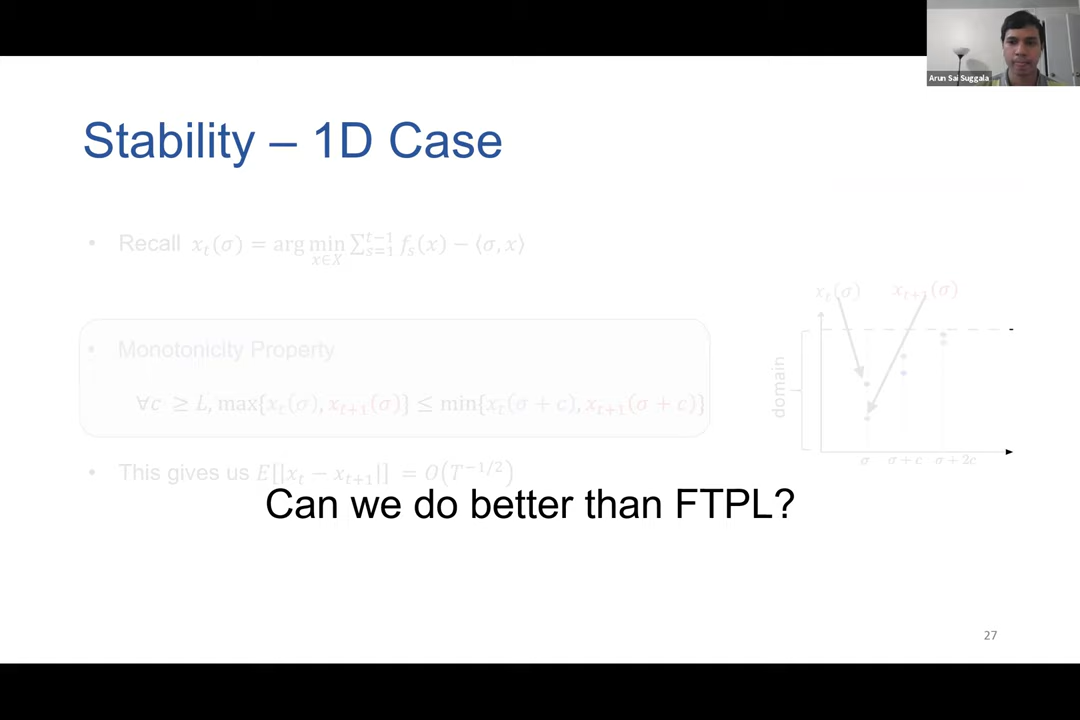 Arun Sai Suggala
Stability – 1D Case
• Recall x_t(σ) = arg min_{x∈X} ∑_{s=1}^{t−1} f_s(x) − ⟨σ, x⟩
x_t(σ) x_{t+1}(σ)
• Monotonicity Property
domain
∀c ≥ L, max{x_t(σ), x_{t+1}(σ)} ≤ min{x_t(σ + c), x_{t+1}(σ + c)}
σ σ + c σ + 2c
• This gives us E[|x_t − x_{t+1}|] = O(T^{−1/2})
Can we do better than FTPL?
27